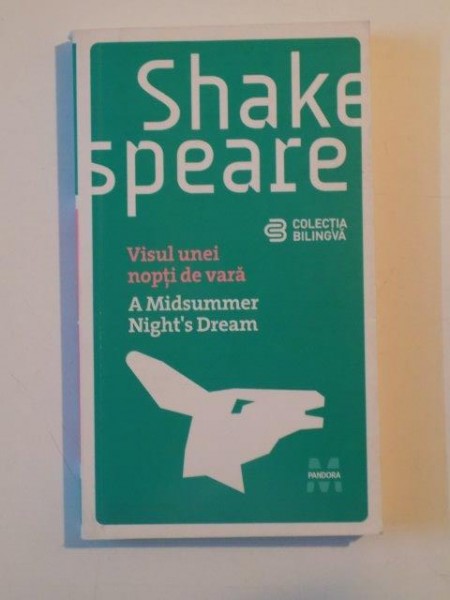 Shake
speare
COLECȚIA
BILINGVĂ
Visul unei
nopți de vară
A Midsummer
Night's Dream
M
PANDORA